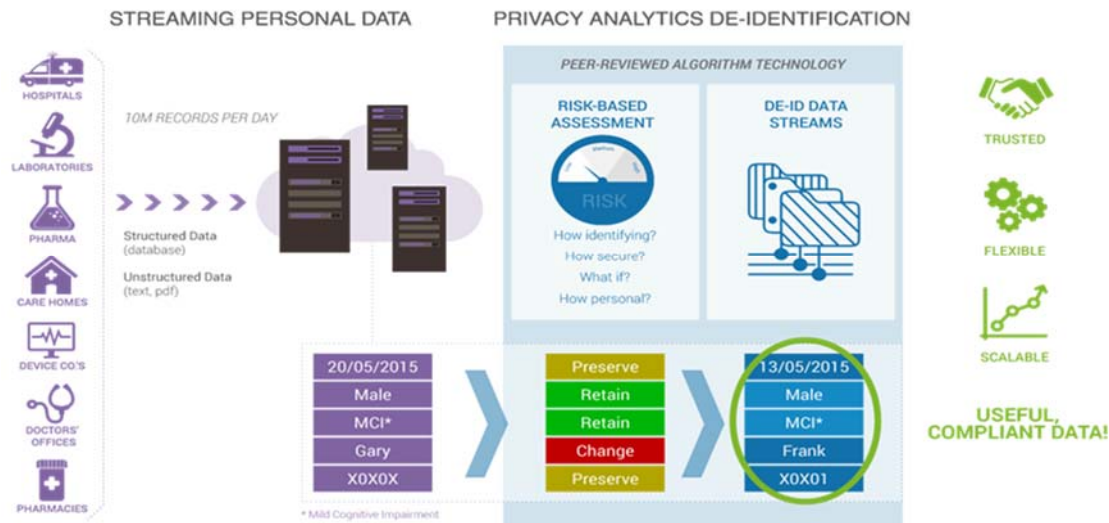 STREAMING PERSONAL DATA
PRIVACY ANALYTICS DE-IDENTIFICATION
HOSPITALS
LABORATORIES
PHARMA
CARE HOMES
DEVICE CO.'S
DOCTORS'
OFFICES
PHARMACIES
10M RECORDS PER DAY
Structured Data
(database)
Unstructured Data
(text, pdf)
PEER-REVIEWED ALGORITHM TECHNOLOGY
RISK-BASED
ASSESSMENT
RISK
How identifying?
How secure?
What if?
How personal?
DE-ID DATA
STREAMS
20/05/2015
Male
MCI*
Gary
X0X0X
* Mild Cognitive Impairment
Preserve
Retain
Retain
Change
Preserve
13/05/2015
Male
MCI*
Frank
X0X01
TRUSTED
FLEXIBLE
SCALABLE
USEFUL,
COMPLIANT DATA!